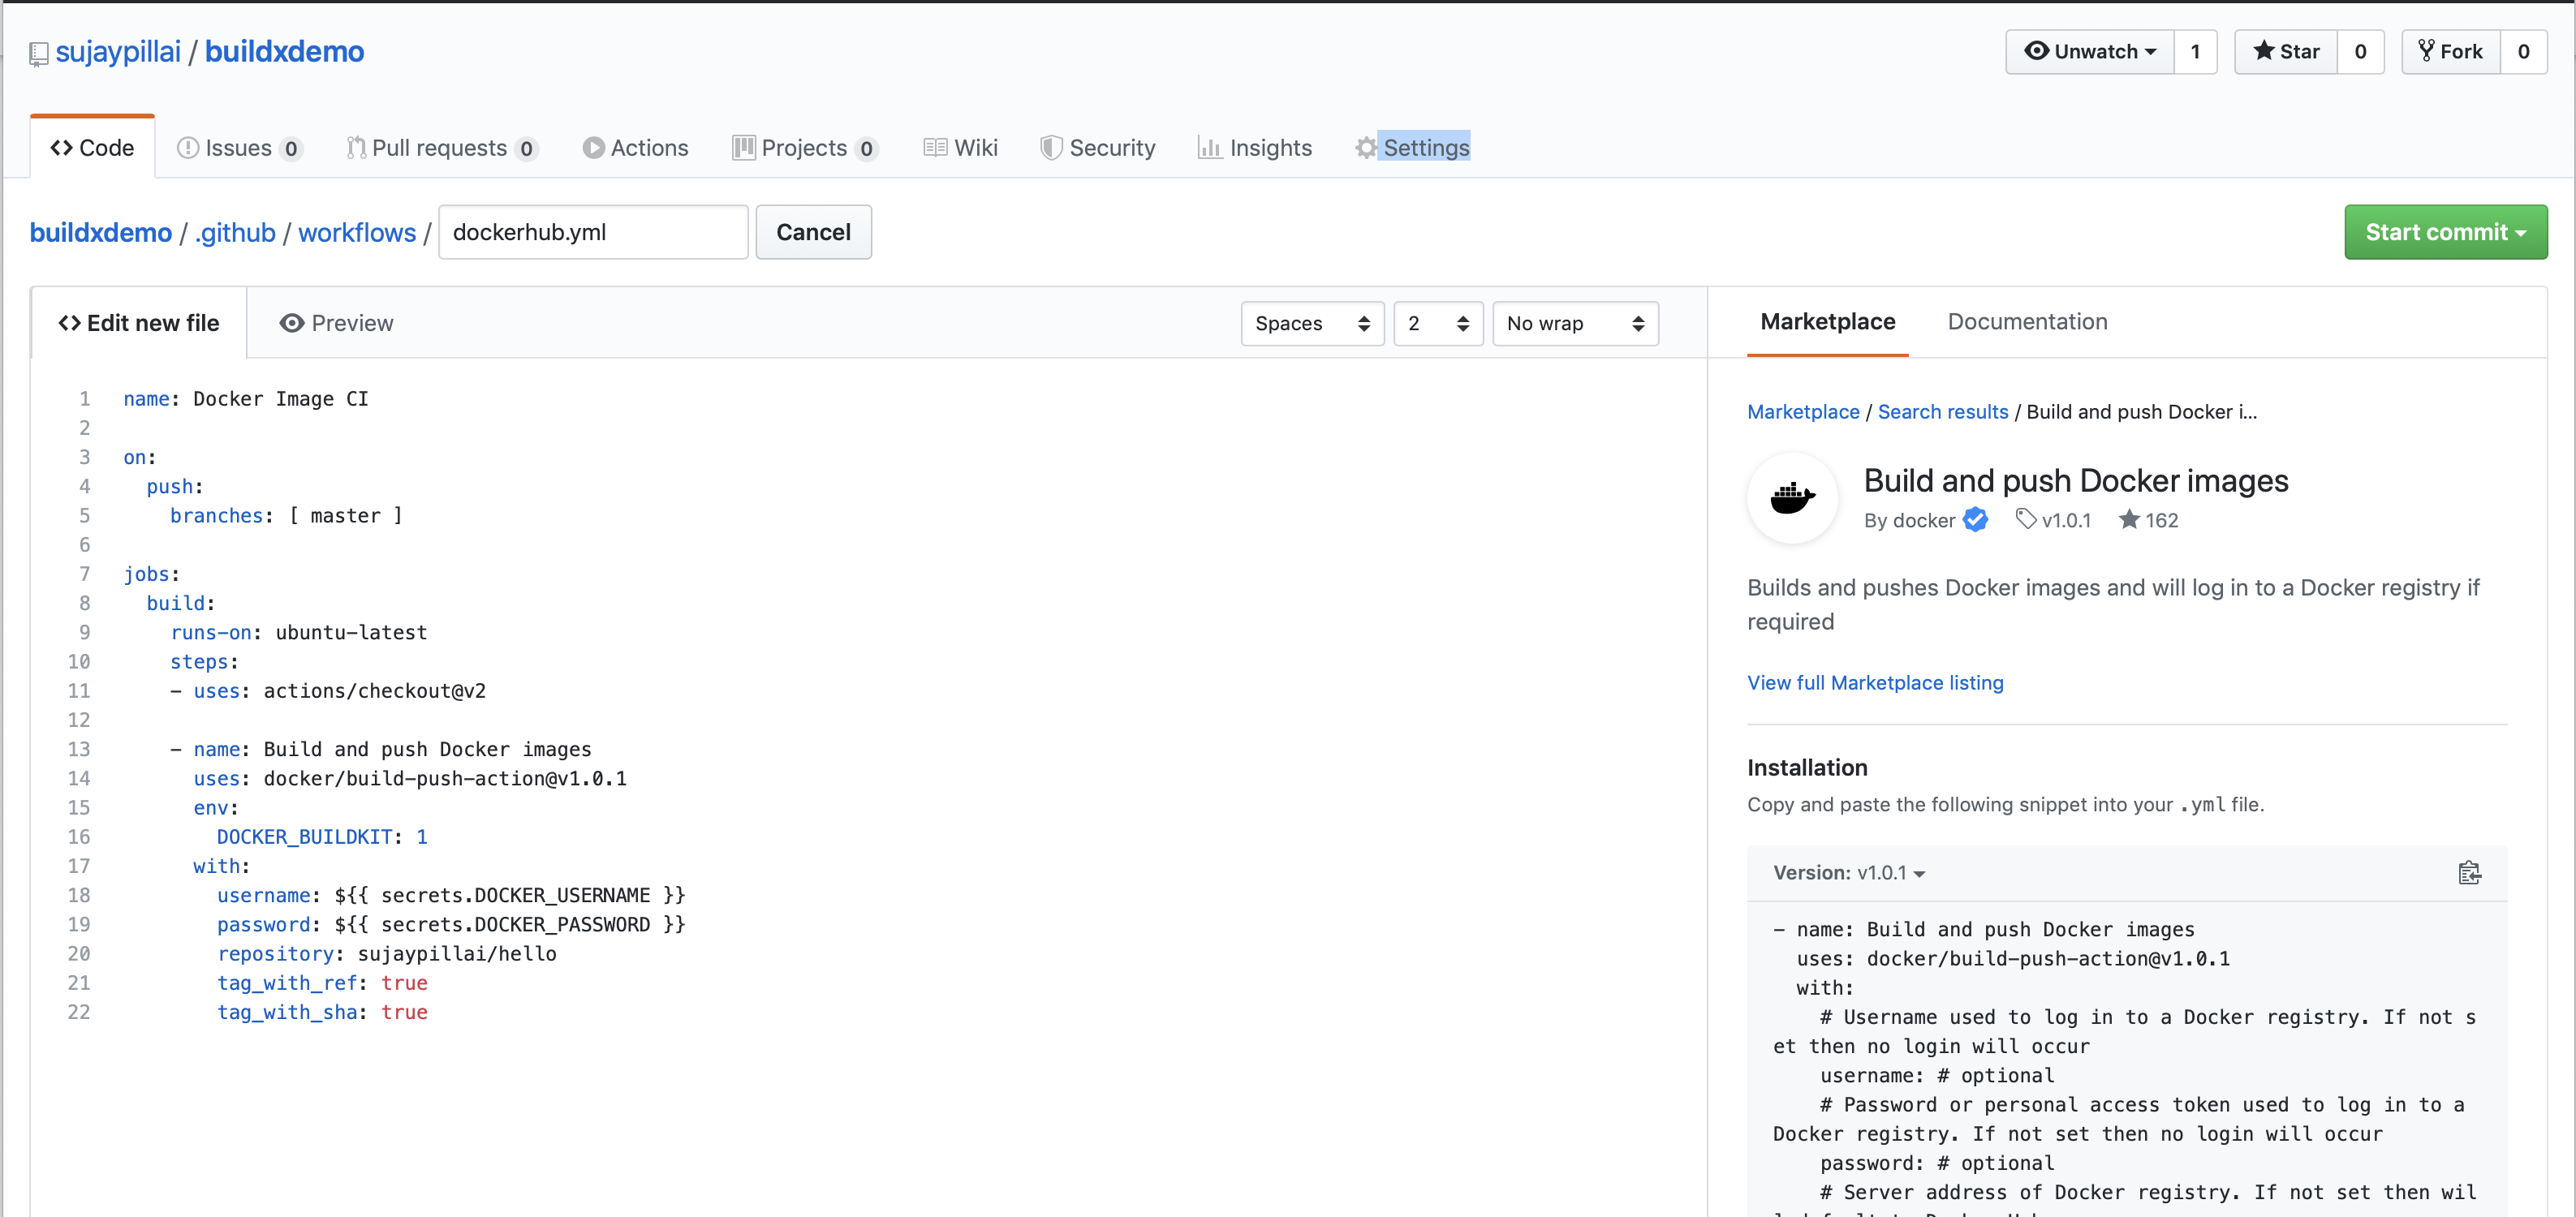 sujaypillai / buildxdemo
Unwatch 1 Star 0 Fork 0
Code Issues 0 Pull requests 0 Actions Projects 0 Wiki Security Insights Settings
buildxdemo / .github / workflows / dockerhub.yml Cancel Start commit
Edit new file Preview Spaces 2 No wrap
1 name: Docker Image CI
2
3 on:
4 push:
5 branches: [ master ]
6
7 jobs:
8 build:
9 runs-on: ubuntu-latest
10 steps:
11 - uses: actions/checkout@v2
12
13 - name: Build and push Docker images
14 uses: docker/build-push-action@v1.0.1
15 env:
16 DOCKER_BUILDKIT: 1
17 with:
18 username: ${{ secrets.DOCKER_USERNAME }}
19 password: ${{ secrets.DOCKER_PASSWORD }}
20 repository: sujaypillai/hello
21 tag_with_ref: true
22 tag_with_sha: true
Marketplace Documentation
Marketplace / Search results / Build and push Docker i...
Build and push Docker images
By docker v1.0.1 162
Builds and pushes Docker images and will log in to a Docker registry if
required
View full Marketplace listing
Installation
Copy and paste the following snippet into your .yml file.
Version: v1.0.1
- name: Build and push Docker images
uses: docker/build-push-action@v1.0.1
with:
# Username used to log in to a Docker registry. If not s
et then no login will occur
username: # optional
# Password or personal access token used to log in to a
Docker registry. If not set then no login will occur
password: # optional
# Server address of Docker registry. If not set then wil